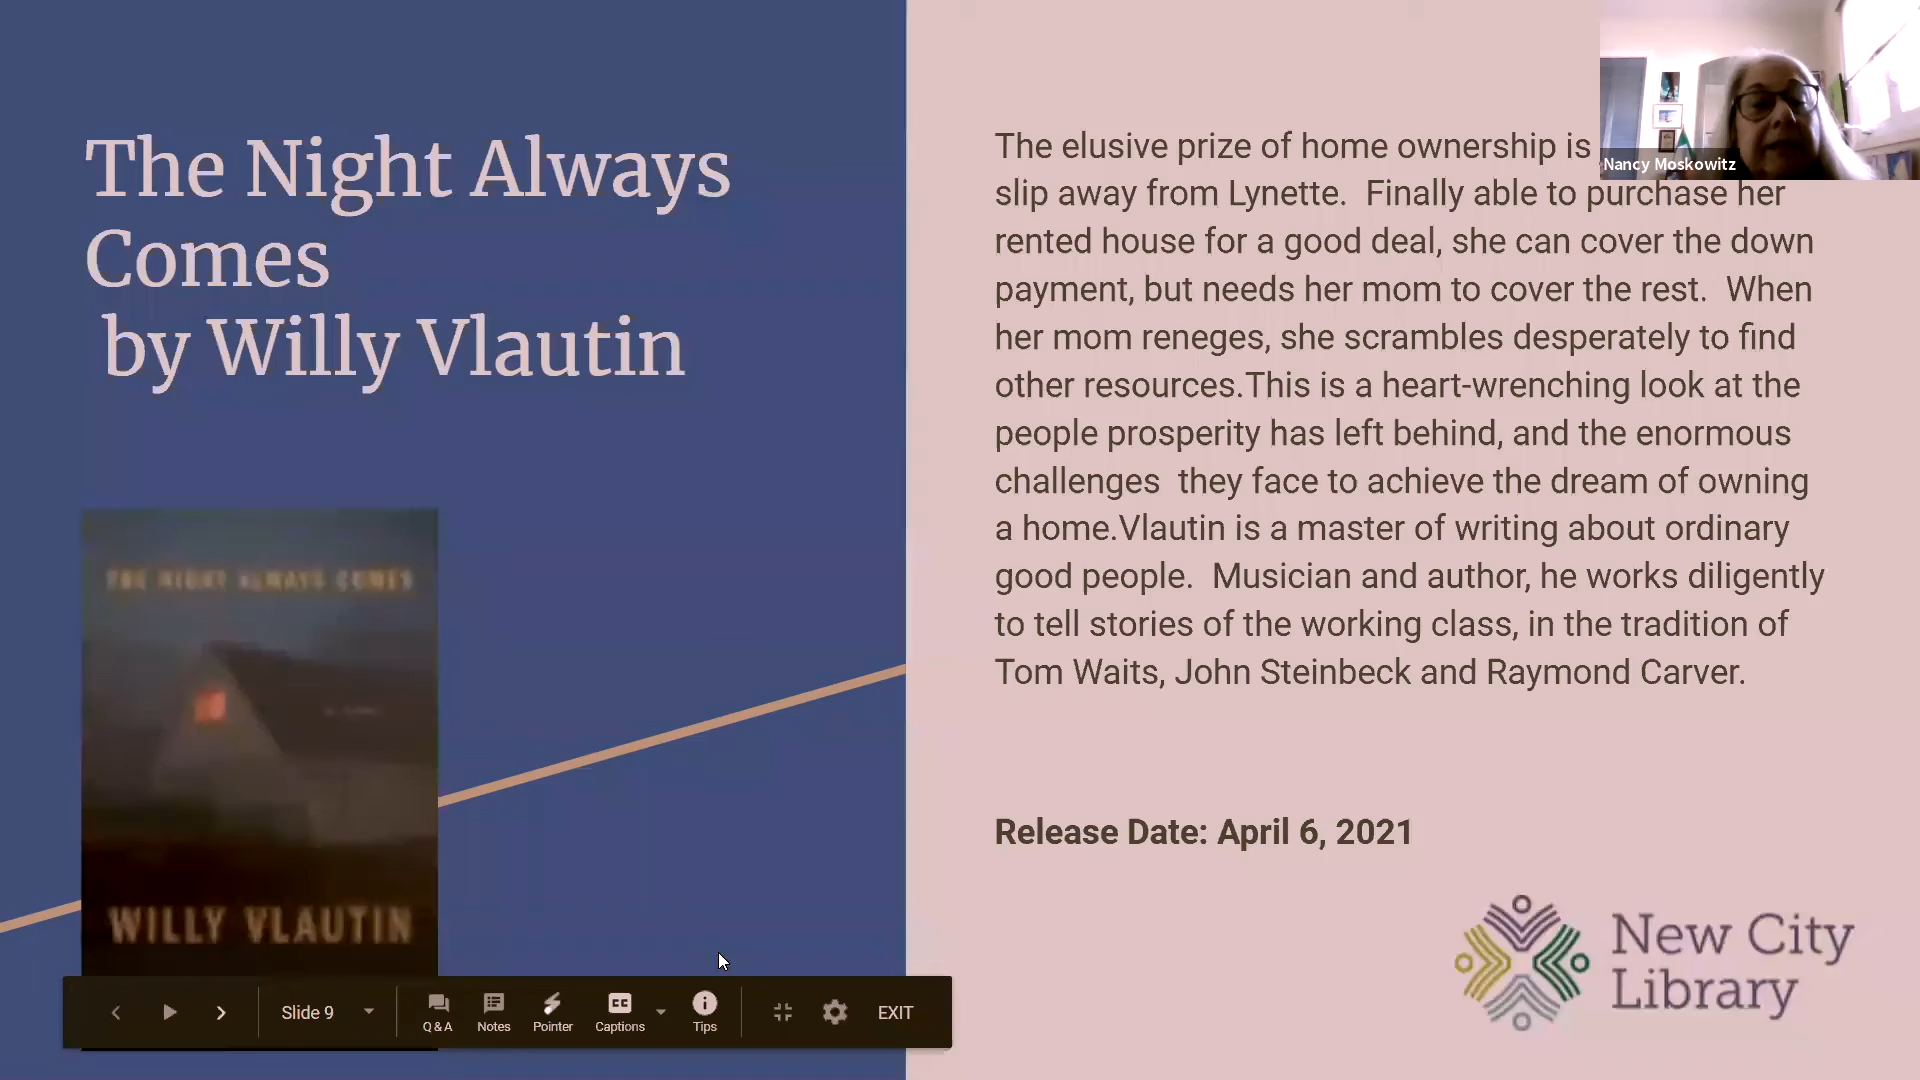 The Night Always
Comes
by Willy Vlautin
THE NIGHT ALWAYS COMES
WILLY VLAUTIN
The elusive prize of home ownership is
slip away from Lynette.  Finally able to purchase her
rented house for a good deal, she can cover the down
payment, but needs her mom to cover the rest.  When
her mom reneges, she scrambles desperately to find
other resources.This is a heart-wrenching look at the
people prosperity has left behind, and the enormous
challenges  they face to achieve the dream of owning
a home.Vlautin is a master of writing about ordinary
good people.  Musician and author, he works diligently
to tell stories of the working class, in the tradition of
Tom Waits, John Steinbeck and Raymond Carver.
Release Date: April 6, 2021
New City
Library
Nancy Moskowitz
Slide 9
Q & A
Notes
Pointer
CC
Captions
Tips
EXIT